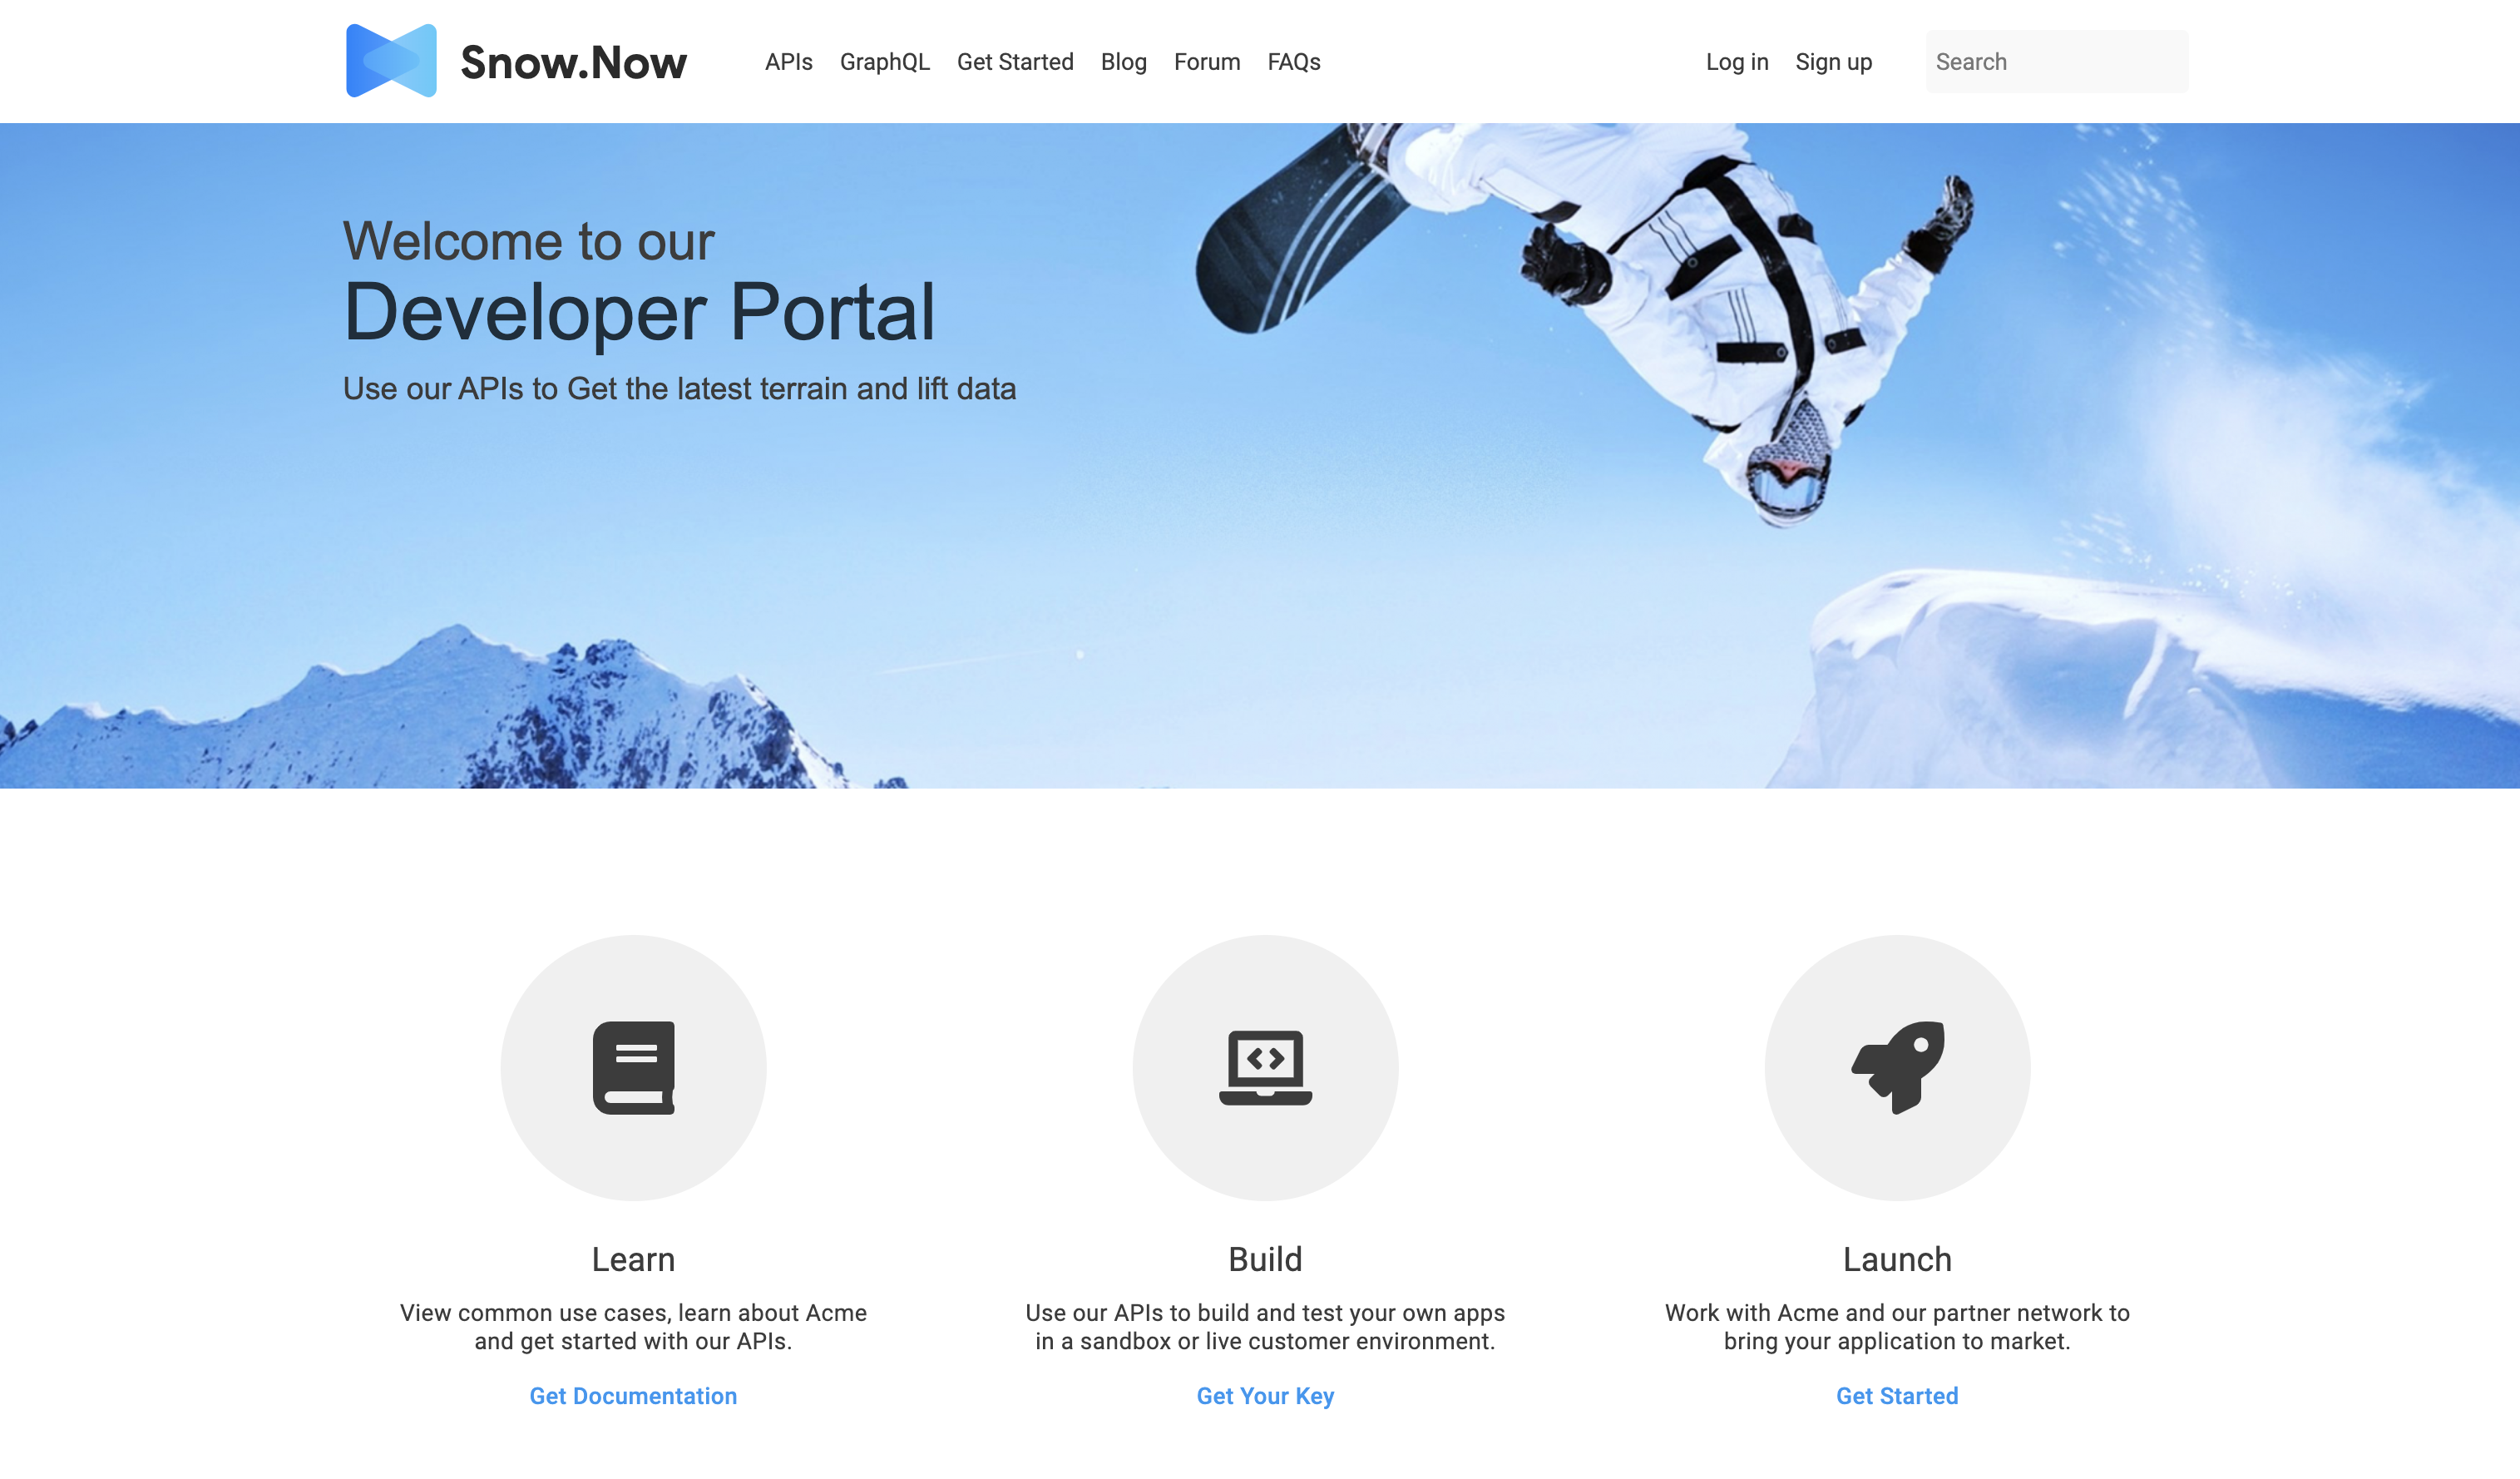 Snow.Now
APIs GraphQL Get Started Blog Forum FAQs
Log in Sign up
Search
Welcome to our
Developer Portal
Use our APIs to Get the latest terrain and lift data
Learn
View common use cases, learn about Acme
and get started with our APIs.
Get Documentation
Build
Use our APIs to build and test your own apps
in a sandbox or live customer environment.
Get Your Key
Launch
Work with Acme and our partner network to
bring your application to market.
Get Started